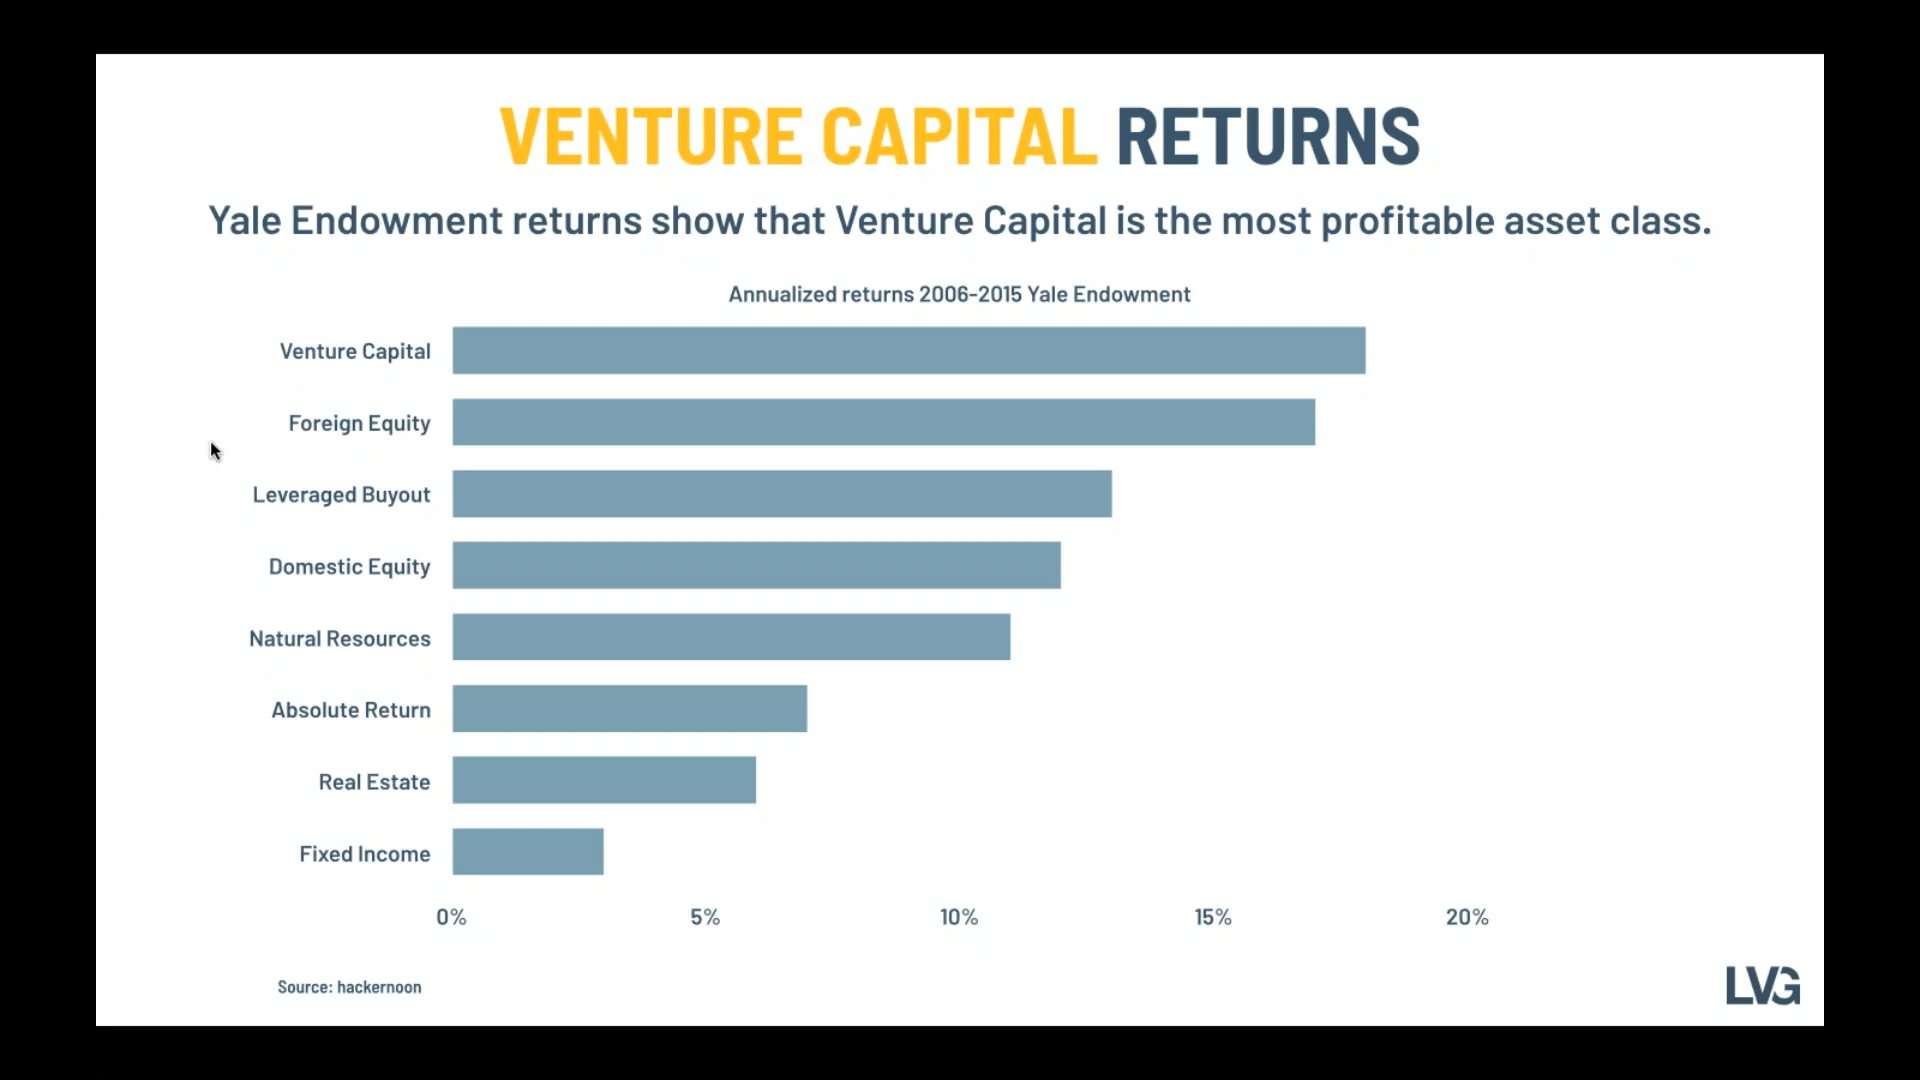 VENTURE CAPITAL RETURNS
Yale Endowment returns show that Venture Capital is the most profitable asset class.
Annualized returns 2006-2015 Yale Endowment
Venture Capital
Foreign Equity
Leveraged Buyout
Domestic Equity
Natural Resources
Absolute Return
Real Estate
Fixed Income
0% 5% 10% 15% 20%
Source: hackernoon
LVG